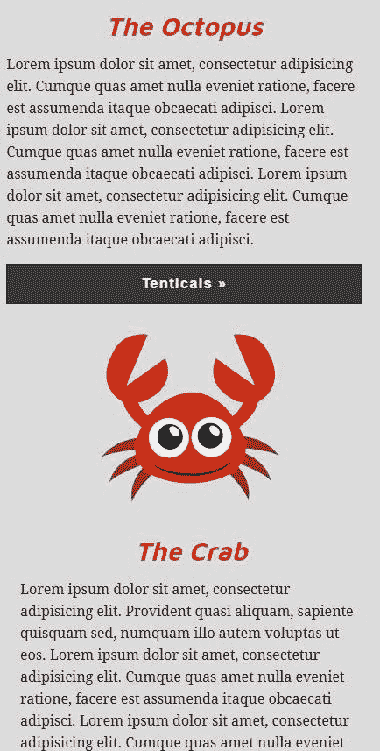 The Octopus
Lorem ipsum dolor sit amet, consectetur adipisicing
elit. Cumque quas amet nulla eveniet ratione, facere
est assumenda itaque obcaecati adipisci. Lorem
ipsum dolor sit amet, consectetur adipisicing elit.
Cumque quas amet nulla eveniet ratione, facere est
assumenda itaque obcaecati adipisci. Lorem ipsum
dolor sit amet, consectetur adipisicing elit. Cumque
quas amet nulla eveniet ratione, facere est
assumenda itaque obcaecati adipisci.
Tenticals »
The Crab
Lorem ipsum dolor sit amet, consectetur
adipisicing elit. Provident quasi aliquam, sapiente
quisquam sed, numquam illo autem voluptas ut
eos. Lorem ipsum dolor sit amet, consectetur
adipisicing elit. Cumque quas amet nulla eveniet
ratione, facere est assumenda itaque obcaecati
adipisci. Lorem ipsum dolor sit amet, consectetur
adipisicing elit. Cumque quas amet nulla eveniet